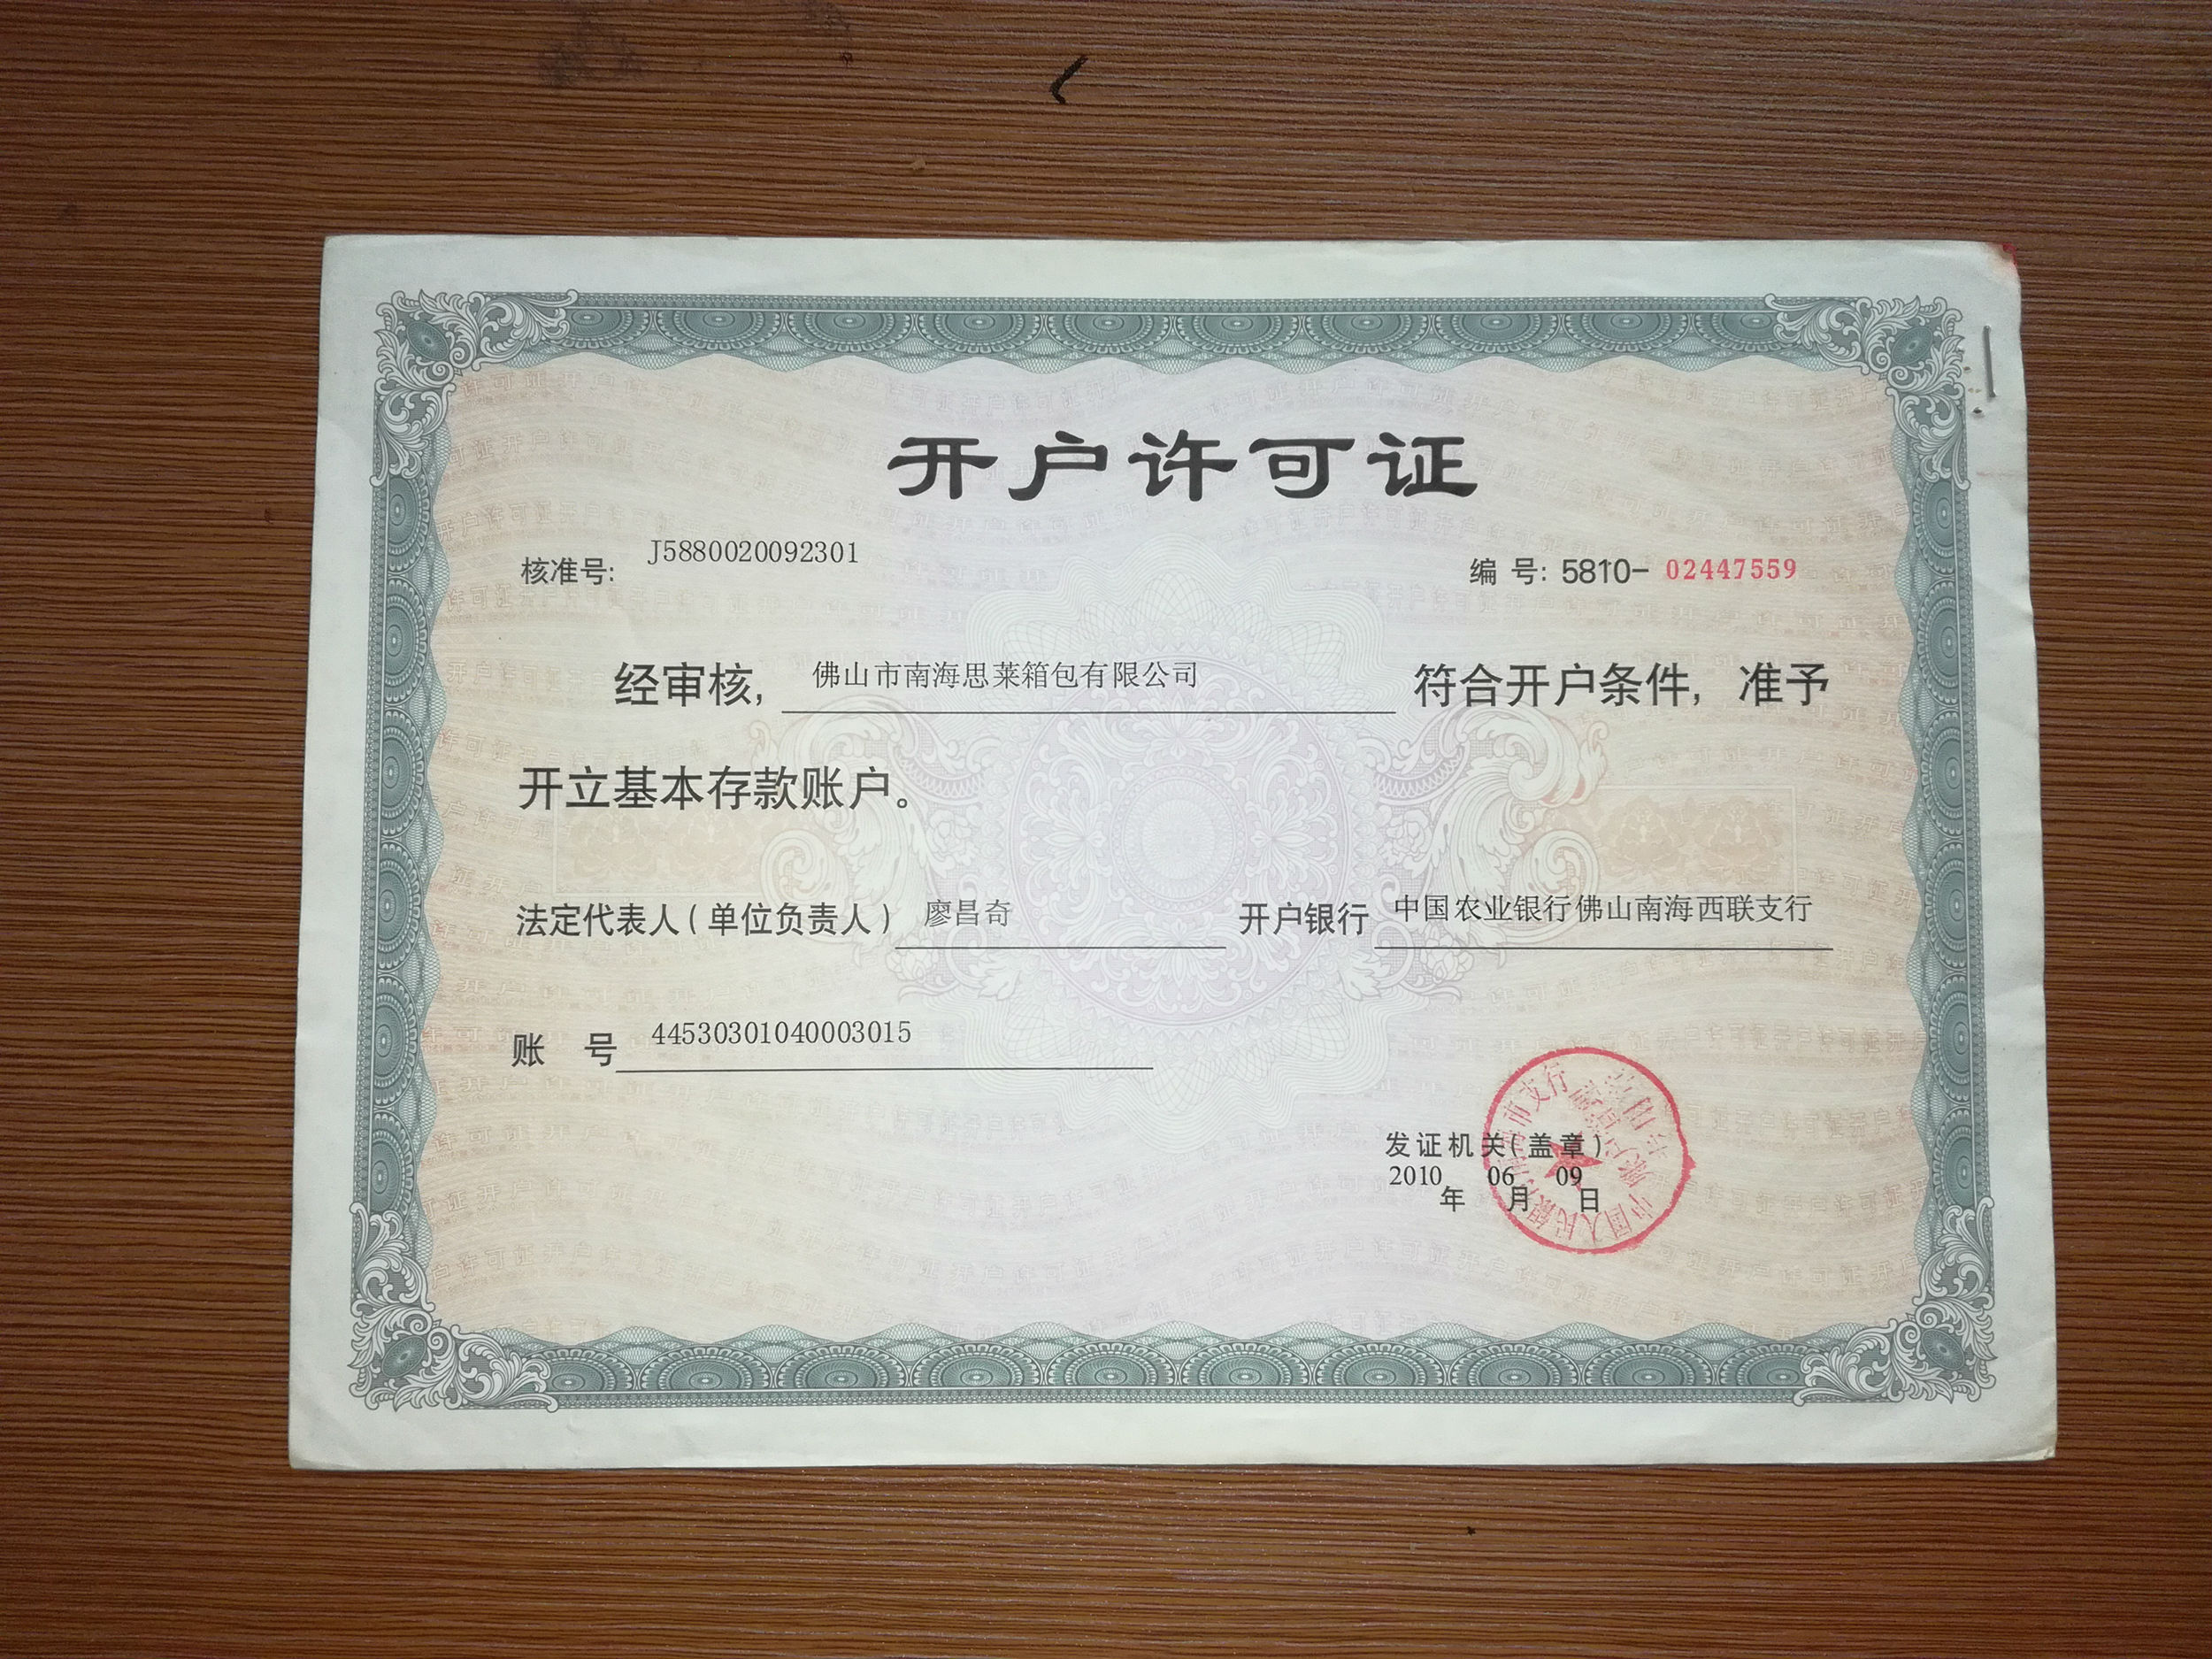 开户许可证
核准号: J5880020092301
编 号: 5810- 02447559
经审核, 佛山市南海思莱箱包有限公司 符合开户条件, 准予
开立基本存款账户。
法定代表人(单位负责人) 廖昌奇 开户银行 中国农业银行佛山南海西联支行
账 号 44530301040003015
发证机关(盖章)
2010 年 06 月 09 日